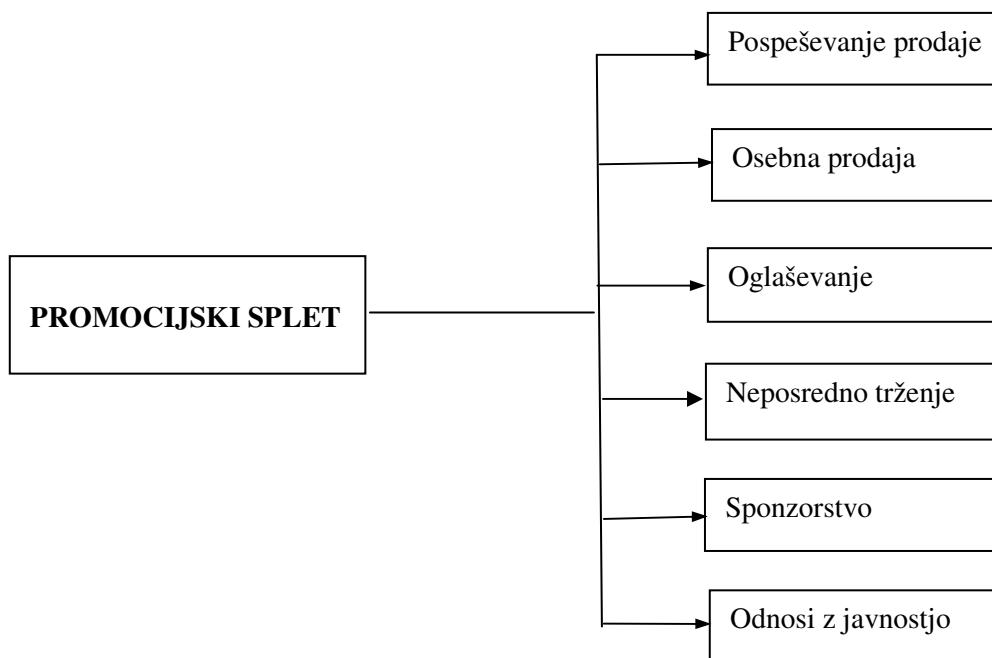 Pospeševanje prodaje
Osebna prodaja
Oglaševanje
PROMOCIJSKI SPLET
Neposredno trženje
Sponzorstvo
Odnosi z javnostjo